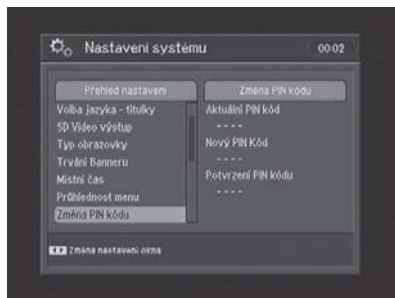 Nastavení systému
00:02
Přehled nastavení
Volba jazyka - titulky
SD Video výstup
Typ obrazovky
Trvání Banneru
Místní čas
Průhlednost menu
Změna PIN kódu
Změna PIN kódu
Aktuální PIN kód
- - - -
Nový PIN Kód
- - - -
Potvrzení PIN kódu
- - - -
Změna nastavení okna